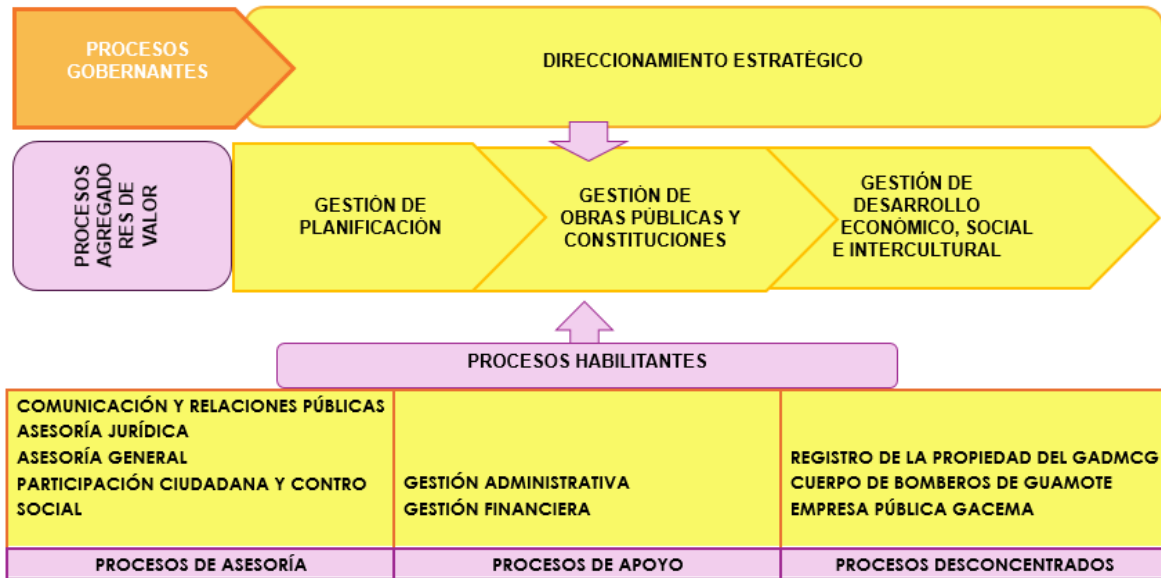 PROCESOS
GOBERNANTES
DIRECCIONAMIENTO ESTRATÉGICO
PROCESOS
AGREGADO
RES DE
VALOR
GESTIÓN DE
PLANIFICACIÓN
GESTIÓN DE
OBRAS PÚBLICAS Y
CONSTITUCIONES
GESTIÓN DE
DESARROLLO
ECONÓMICO, SOCIAL
E INTERCULTURAL
PROCESOS HABILITANTES
COMUNICACIÓN Y RELACIONES PÚBLICAS
ASESORÍA JURÍDICA
ASESORÍA GENERAL
PARTICIPACIÓN CIUDADANA Y CONTRO
SOCIAL
GESTIÓN ADMINISTRATIVA
GESTIÓN FINANCIERA
REGISTRO DE LA PROPIEDAD DEL GADMCG
CUERPO DE BOMBEROS DE GUAMOTE
EMPRESA PÚBLICA GACEMA
PROCESOS DE ASESORÍA
PROCESOS DE APOYO
PROCESOS DESCONCENTRADOS